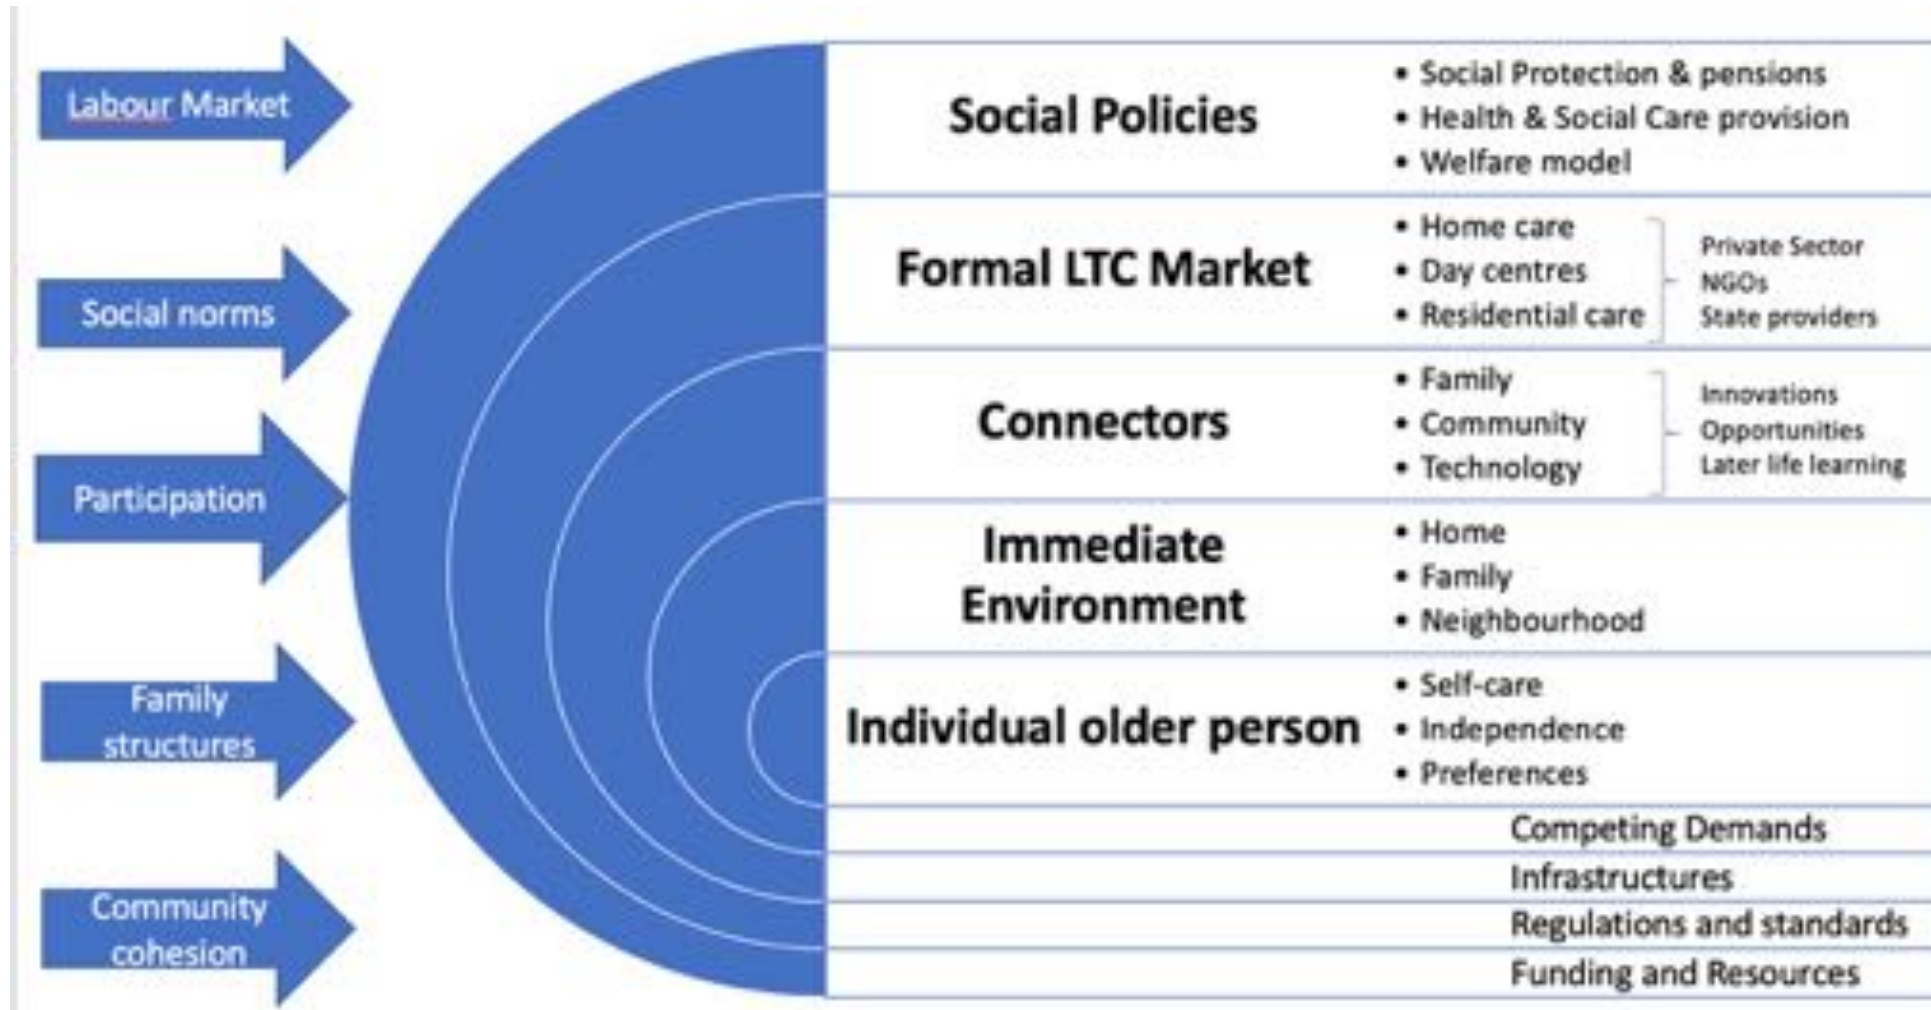 Labour Market
Social norms
Participation
Family
structures
Community
cohesion
Social Policies
• Social Protection & pensions
• Health & Social Care provision
• Welfare model
Formal LTC Market
• Home care
• Day centres
• Residential care
Private Sector
NGOs
State providers
Connectors
• Family
• Community
• Technology
Innovations
Opportunities
Later life learning
Immediate
Environment
• Home
• Family
• Neighbourhood
Individual older person
• Self-care
• Independence
• Preferences
Competing Demands
Infrastructures
Regulations and standards
Funding and Resources